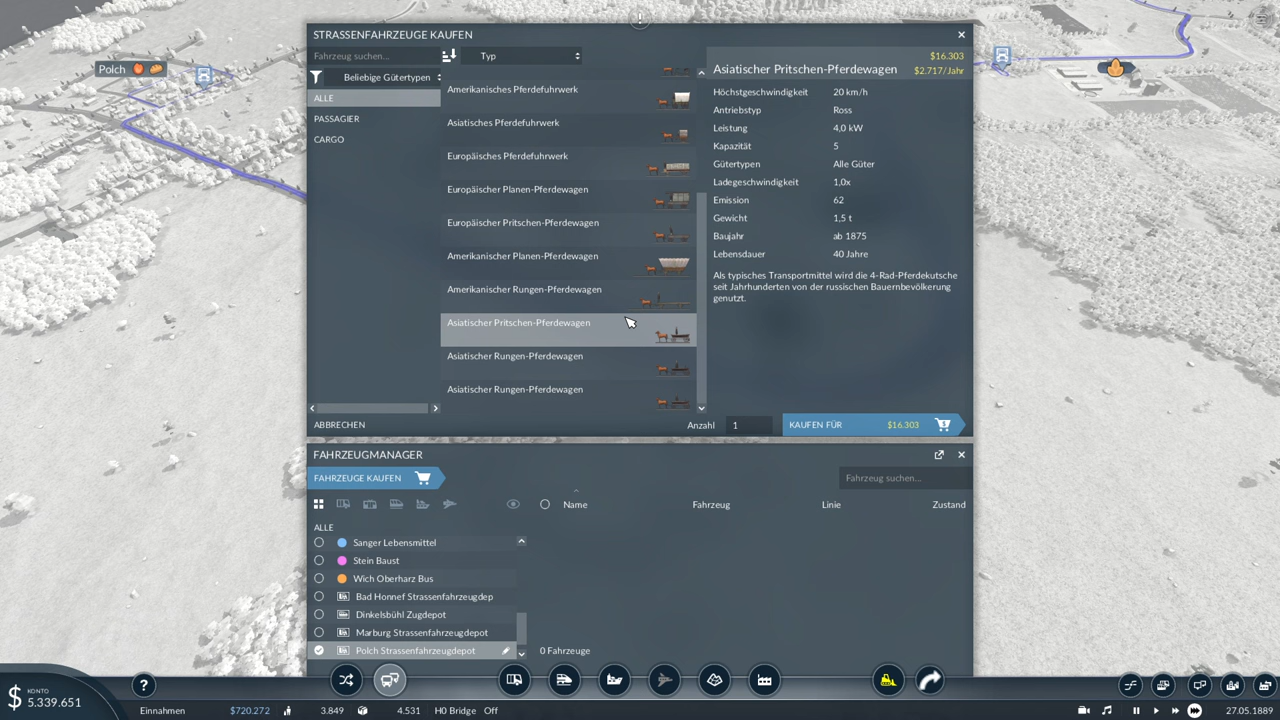 STRASSENFAHRZEUGE KAUFEN
Fahrzeug suchen...
Typ
Beliebige Gütertypen
ALLE
PASSAGIER
CARGO
Amerikanisches Pferdefuhrwerk
Asiatisches Pferdefuhrwerk
Europäisches Pferdefuhrwerk
Europäischer Planen-Pferdewagen
Europäischer Pritschen-Pferdewagen
Amerikanischer Planen-Pferdewagen
Amerikanischer Rungen-Pferdewagen
Asiatischer Pritschen-Pferdewagen
Asiatischer Rungen-Pferdewagen
Asiatischer Rungen-Pferdewagen
$16.303
Asiatischer Pritschen-Pferdewagen $2.717/Jahr
Höchstgeschwindigkeit 20 km/h
Antriebstyp Ross
Leistung 4,0 kW
Kapazität 5
Gütertypen Alle Güter
Ladegeschwindigkeit 1,0x
Emission 62
Gewicht 1,5 t
Baujahr ab 1875
Lebensdauer 40 Jahre
Als typisches Transportmittel wird die 4-Rad-Pferdekutsche
seit Jahrhunderten von der russischen Bauernbevölkerung
genutzt.
ABBRECHEN
Anzahl 1
KAUFEN FÜR $16.303
Polch
FAHRZEUGMANAGER
FAHRZEUGE KAUFEN
Fahrzeug suchen...
Name Fahrzeug Linie Zustand
ALLE
Sanger Lebensmittel
Stein Baust
Wich Oberharz Bus
Bad Honnef Strassenfahrzeugdep
Dinkelsbühl Zugdepot
Marburg Strassenfahrzeugdepot
Polch Strassenfahrzeugdepot
0 Fahrzeuge
$ KONTO
5.339.651
?
Einnahmen $720.272 3.849 4.531 H0 Bridge Off
27.05.1889